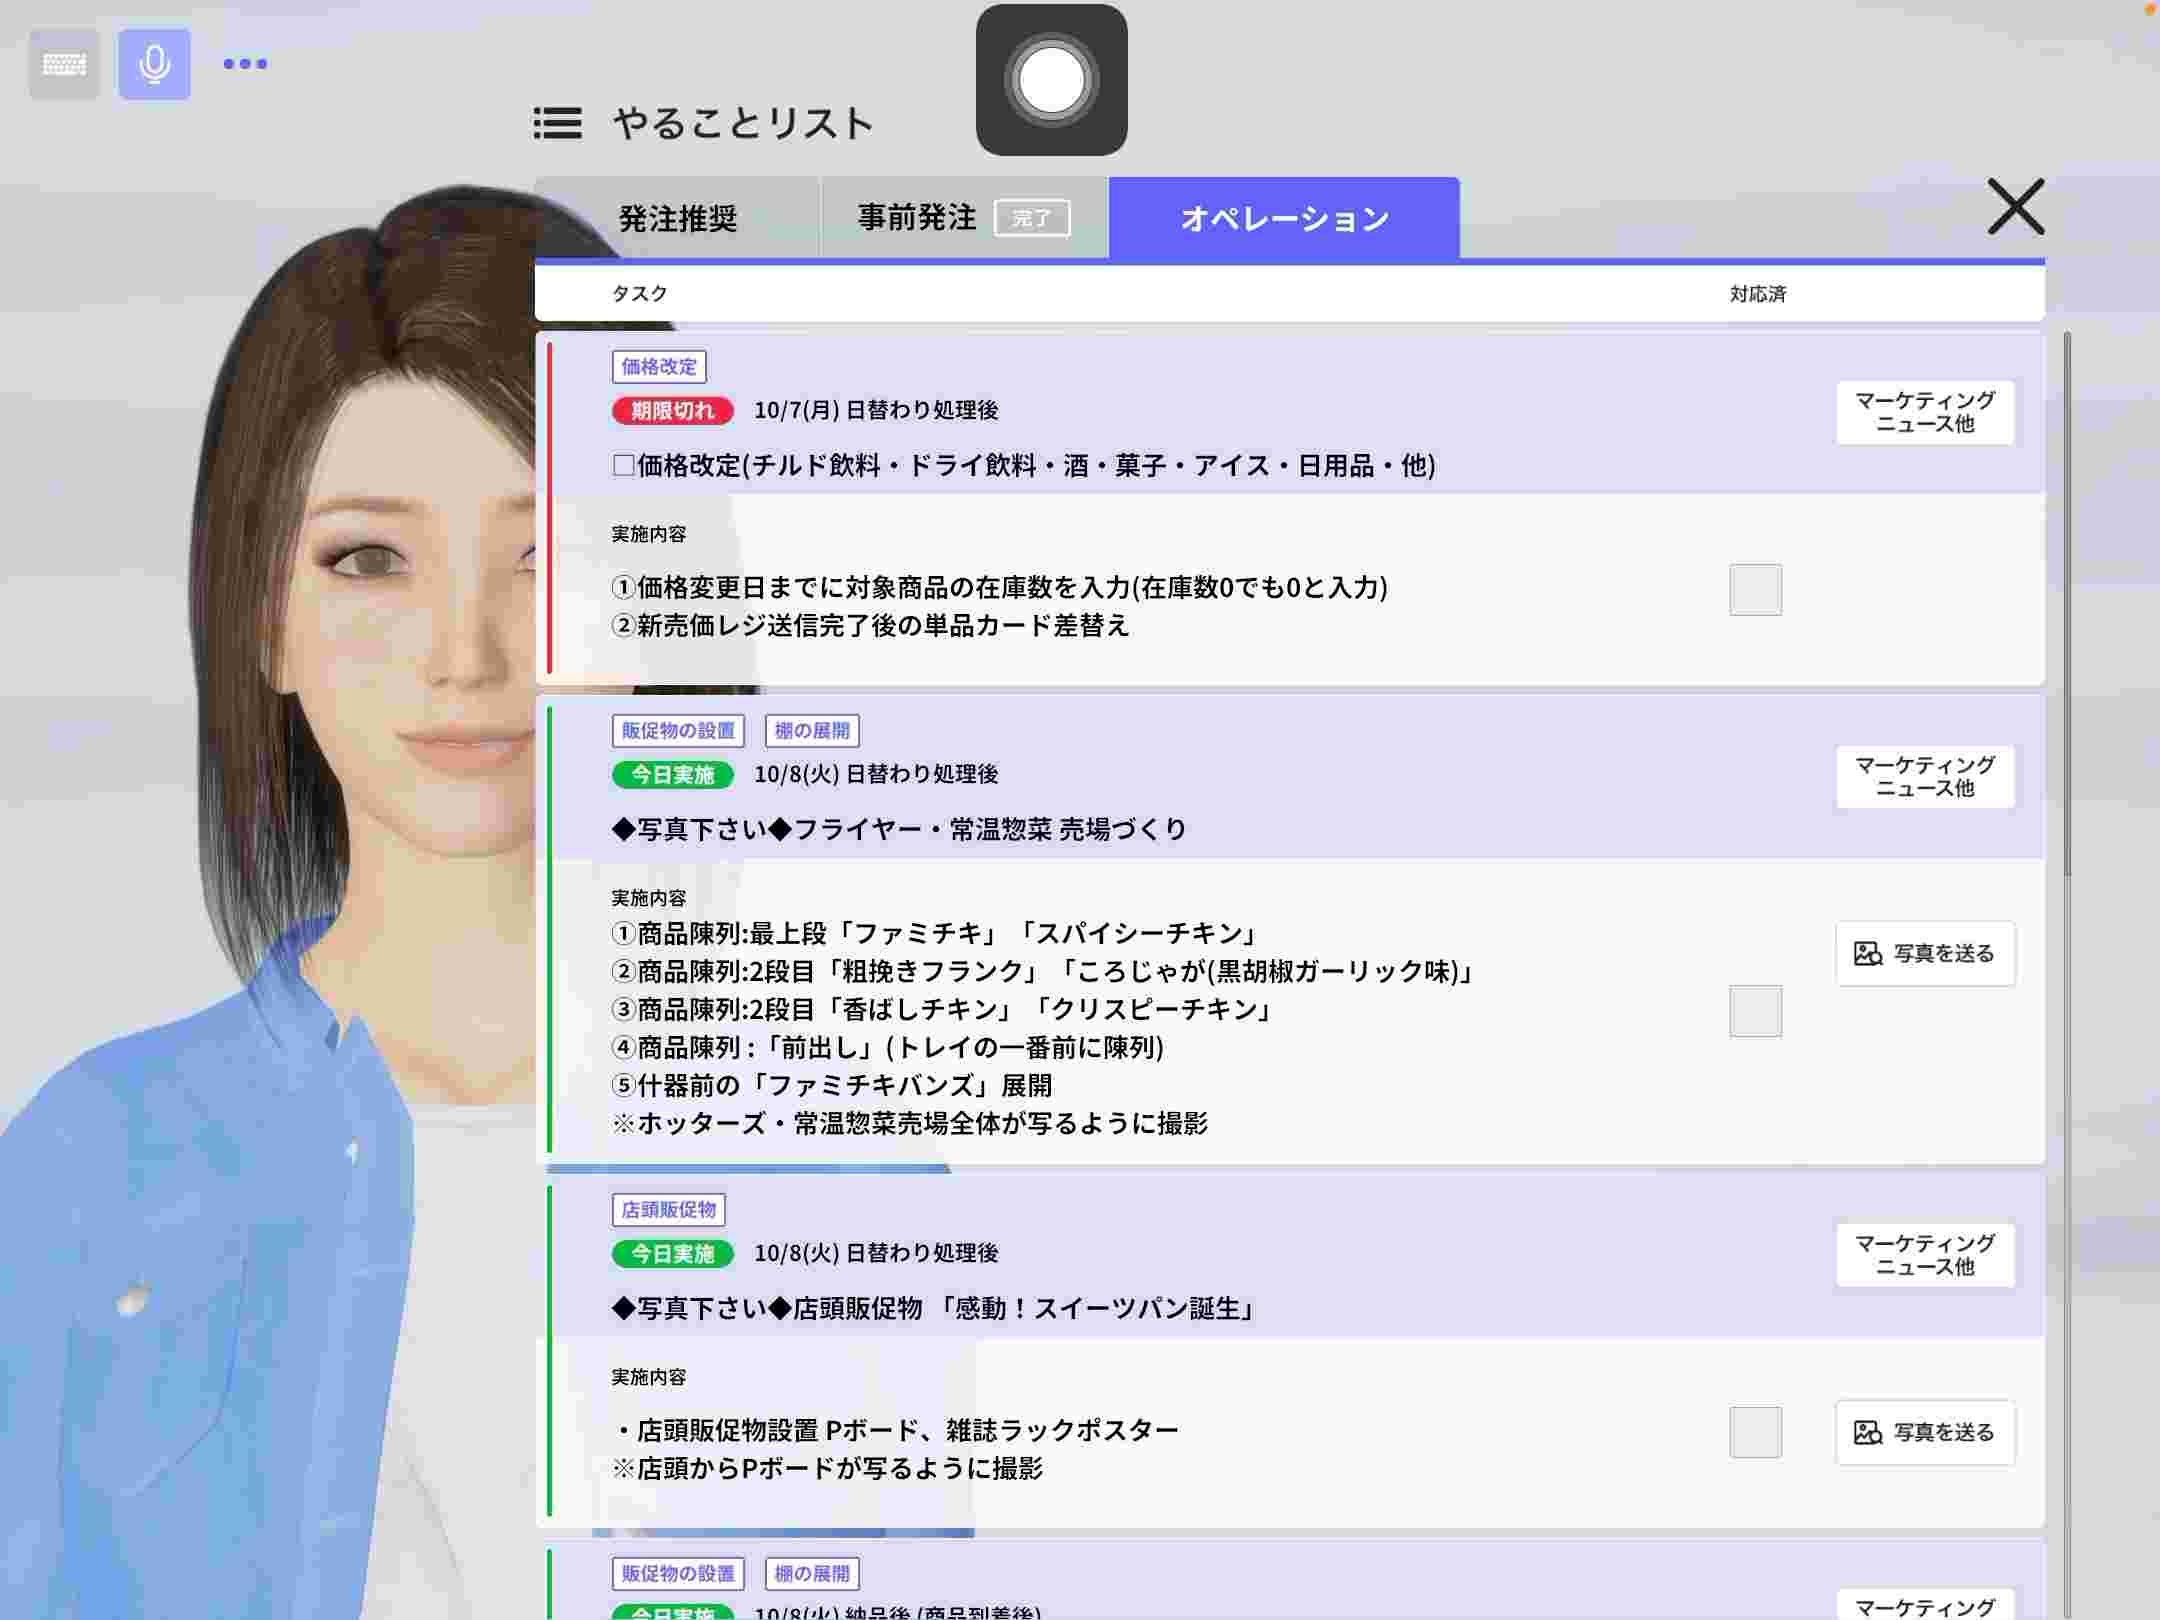 やることリスト
発注推奨
事前発注 完了
オペレーション
タスク
対応済
価格改定
期限切れ 10/7(月) 日替わり処理後
マーケティング
ニュース他
□価格改定(チルド飲料・ドライ飲料・酒・菓子・アイス・日用品・他)
実施内容
①価格変更日までに対象商品の在庫数を入力(在庫数0でも0と入力)
②新売価レジ送信完了後の単品カード差替え
販促物の設置 棚の展開
今日実施 10/8(火) 日替わり処理後
マーケティング
ニュース他
◆写真下さい◆フライヤー・常温惣菜 売場づくり
実施内容
①商品陳列:最上段「ファミチキ」「スパイシーチキン」
②商品陳列:2段目「粗挽きフランク」「ころじゃが(黒胡椒ガーリック味)」
③商品陳列:2段目「香ばしチキン」「クリスピーチキン」
④商品陳列 :「前出し」(トレイの一番前に陳列)
⑤什器前の「ファミチキバンズ」展開
※ホッターズ・常温惣菜売場全体が写るように撮影
写真を送る
店頭販促物
今日実施 10/8(火) 日替わり処理後
マーケティング
ニュース他
◆写真下さい◆店頭販促物 「感動！スイーツパン誕生」
実施内容
・店頭販促物設置 Pボード、雑誌ラックポスター
※店頭からPボードが写るように撮影
写真を送る
販促物の設置 棚の展開
今日実施 10/8(火) 納品後 (商品到着後)
マーケティング